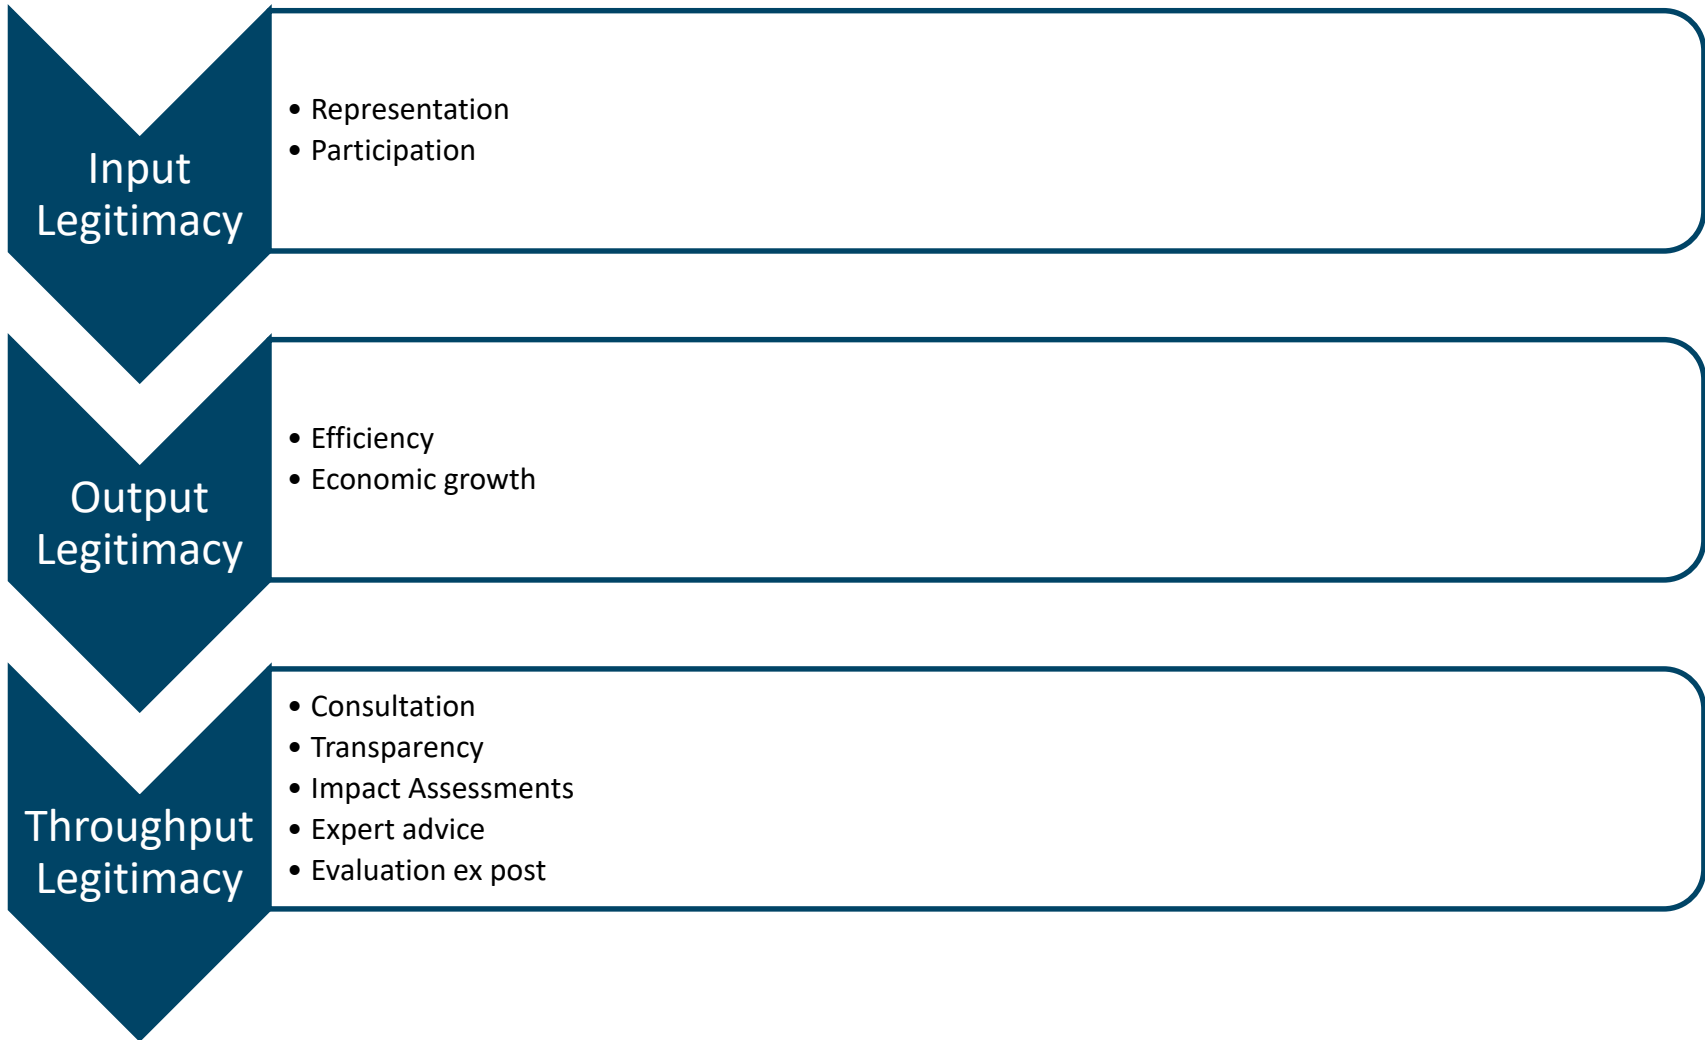 Input
Legitimacy
• Representation
• Participation
Output
Legitimacy
• Efficiency
• Economic growth
Throughput
Legitimacy
• Consultation
• Transparency
• Impact Assessments
• Expert advice
• Evaluation ex post